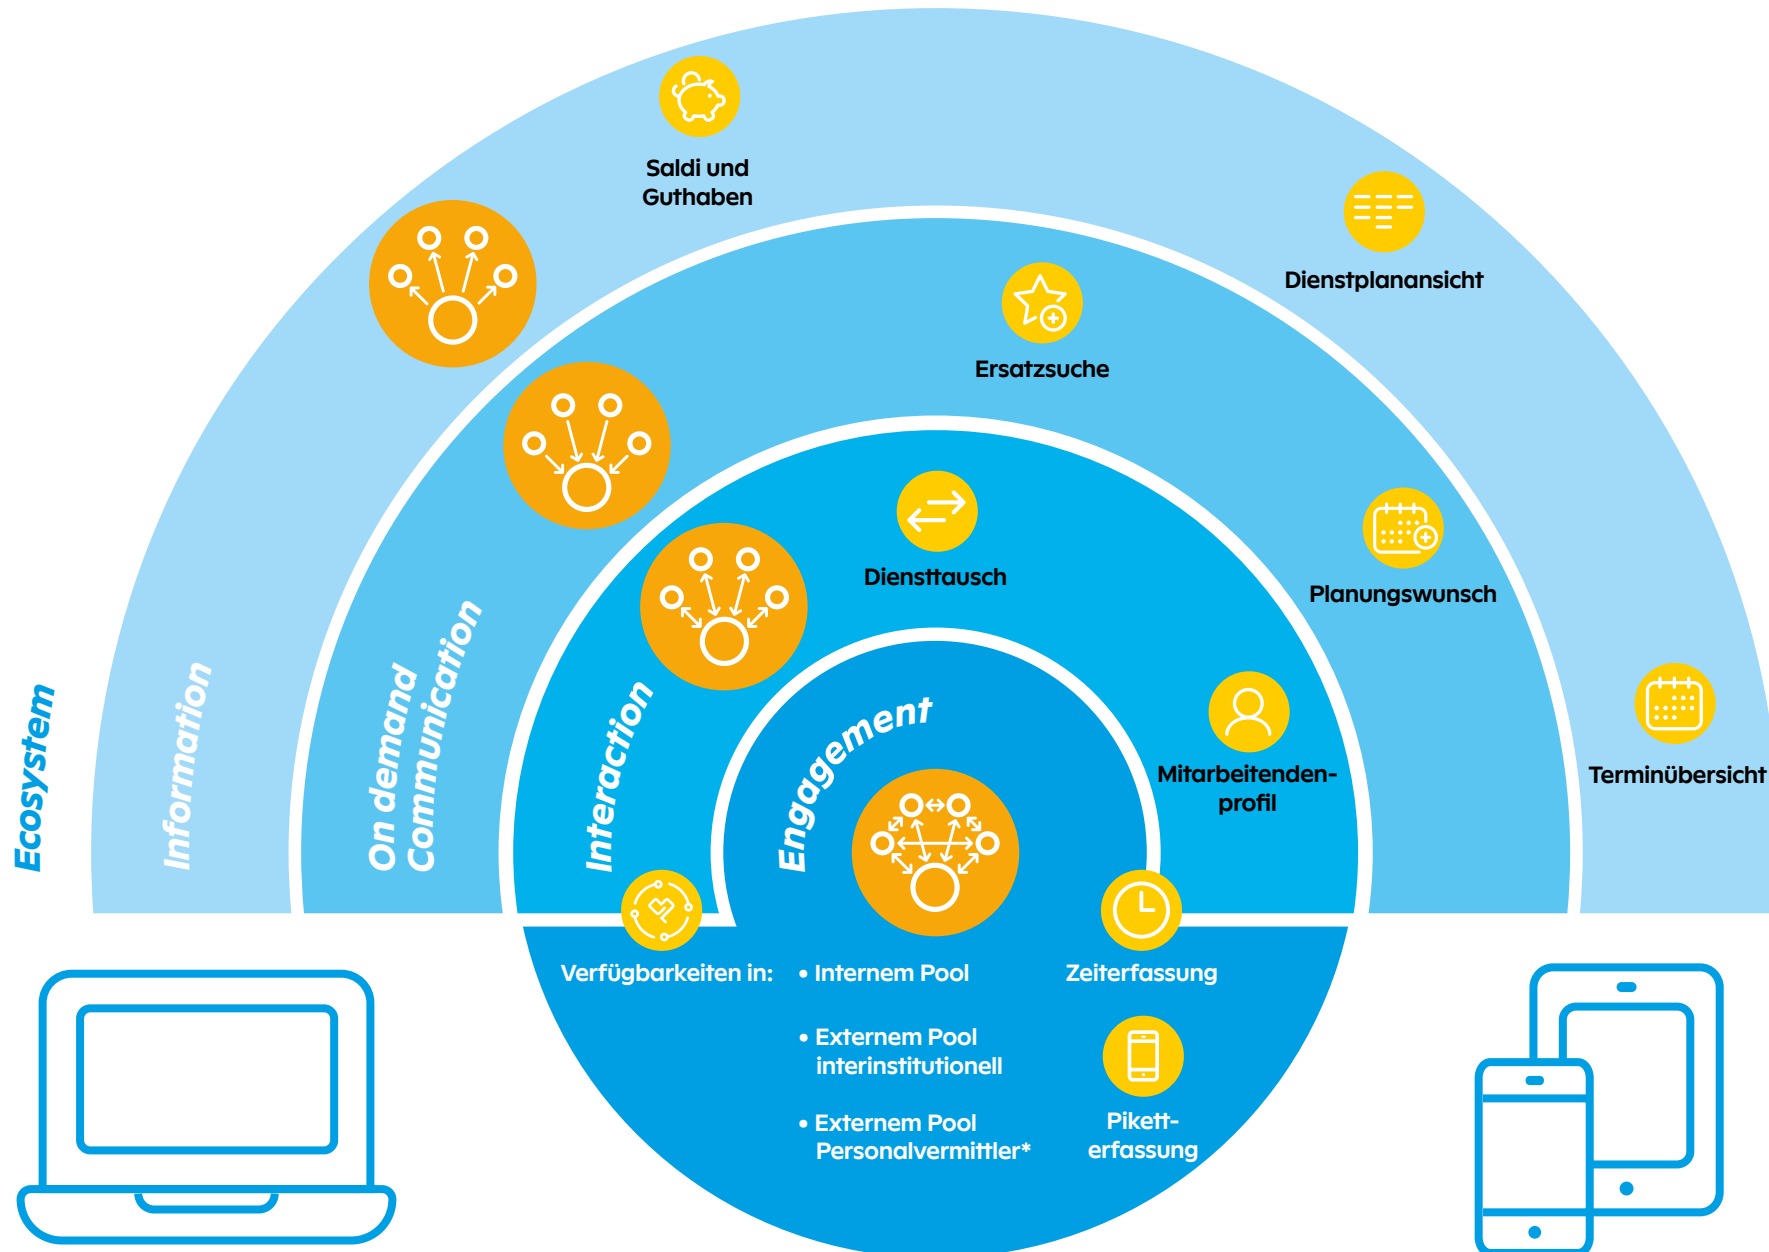 Saldi und
Guthaben
Dienstplanansicht
Ersatzsuche
Planungswunsch
Terminübersicht
Diensttausch
Mitarbeitenden-
profil
Ecosystem
Information
On demand
Communication
Interaction
Engagement
Verfügbarkeiten in:
• Internem Pool
• Externem Pool
interinstitutionell
• Externem Pool
Personalvermittler*
Zeiterfassung
Pikett-
erfassung